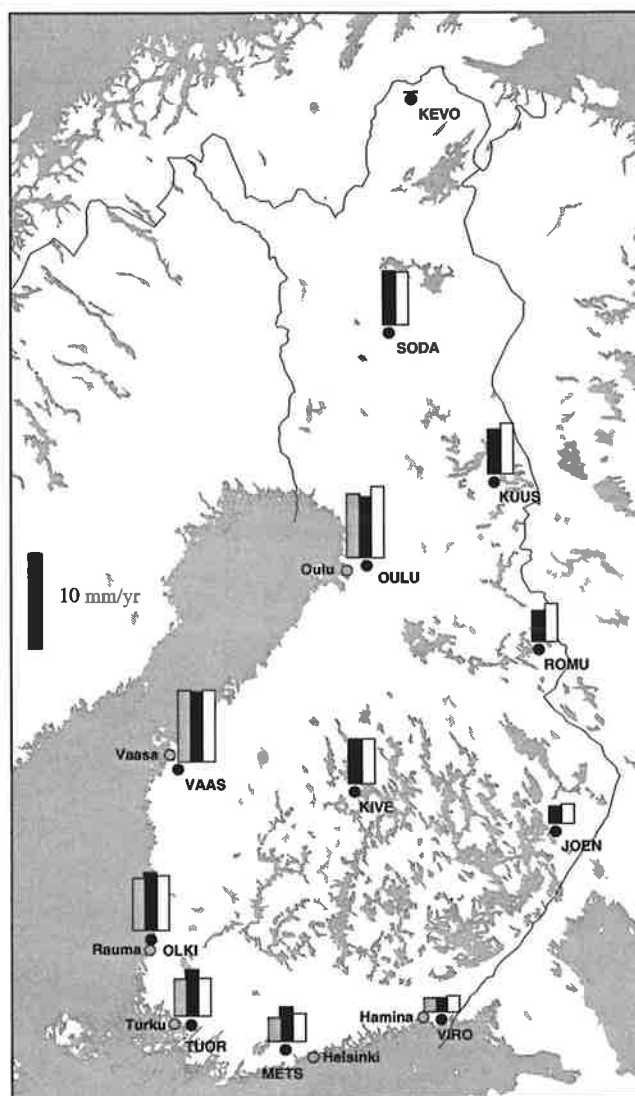 KEVO
SODA
KUUS
Oulu
OULU
10 mm/yr
ROMU
Vaasa
VAAS
KIVE
JOEN
Rauma
OLKI
Turku
TUOR
Hamina
VIRO
METS
Helsinki